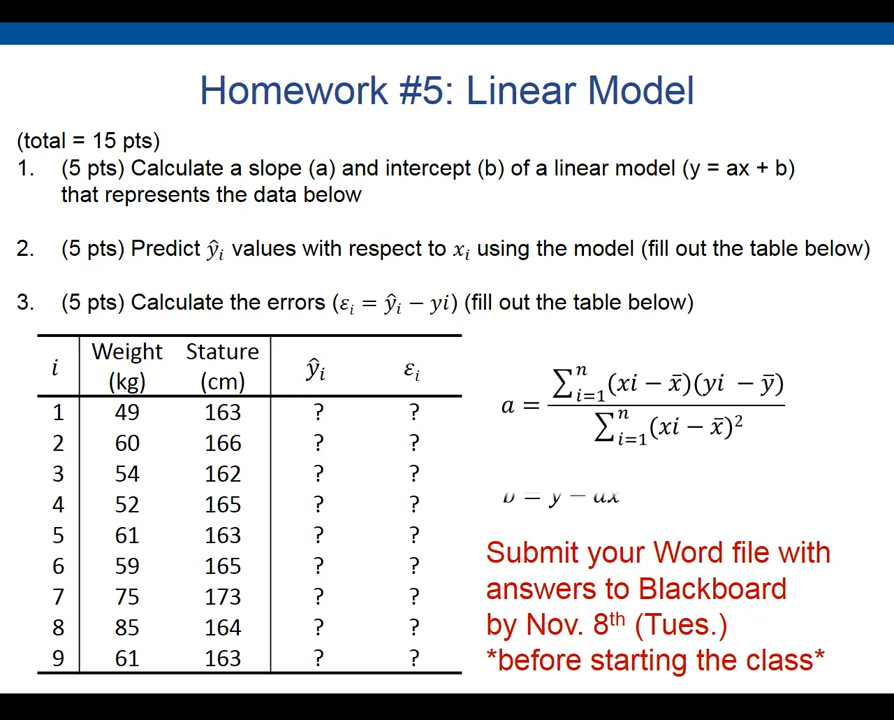 Homework #5: Linear Model
(total = 15 pts)
1. (5 pts) Calculate a slope (a) and intercept (b) of a linear model (y = ax + b)
that represents the data below
2. (5 pts) Predict ŷᵢ values with respect to xᵢ using the model (fill out the table below)
3. (5 pts) Calculate the errors (εᵢ = ŷᵢ − yi) (fill out the table below)
i Weight (kg) Stature (cm) ŷᵢ εᵢ
1 49 163 ? ?
2 60 166 ? ?
3 54 162 ? ?
4 52 165 ? ?
5 61 163 ? ?
6 59 165 ? ?
7 75 173 ? ?
8 85 164 ? ?
9 61 163 ? ?
a = ∑ⁿᵢ₌₁(xi − x̄)(yi − ȳ) / ∑ⁿᵢ₌₁(xi − x̄)²
Submit your Word file with
answers to Blackboard
by Nov. 8th (Tues.)
*before starting the class*